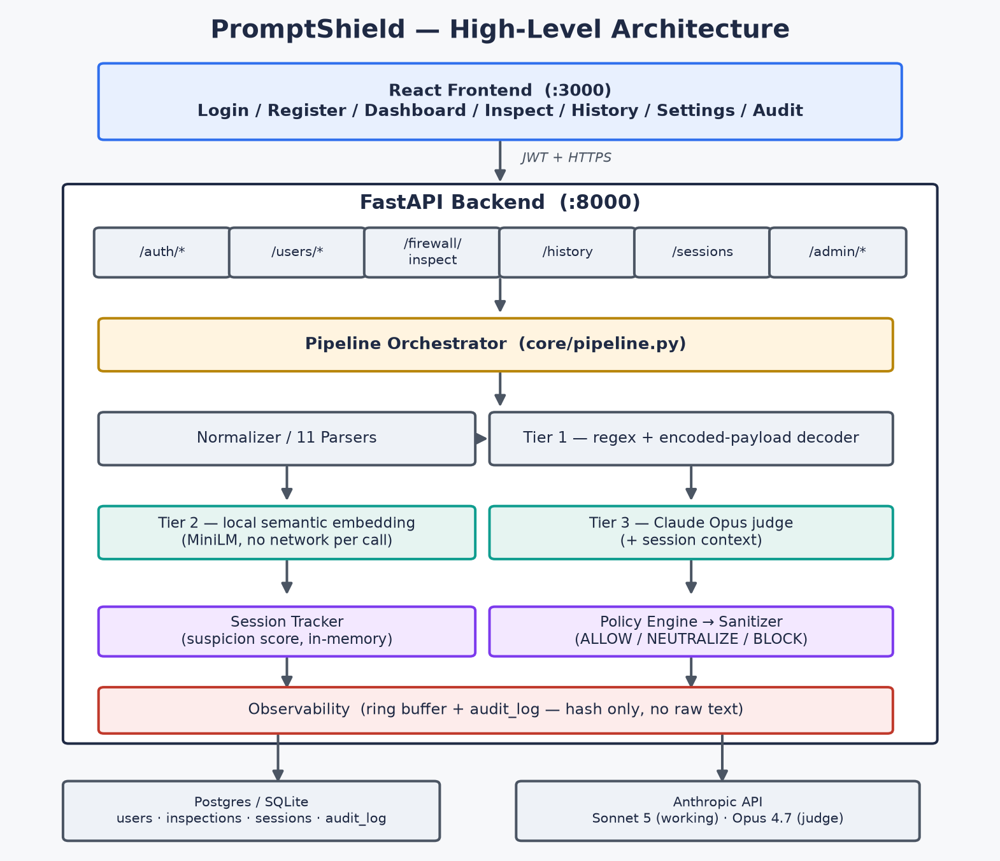 PromptShield — High-Level Architecture
React Frontend (:3000)
Login / Register / Dashboard / Inspect / History / Settings / Audit
JWT + HTTPS
FastAPI Backend (:8000)
/auth/*
/users/*
/firewall/
inspect
/history
/sessions
/admin/*
Pipeline Orchestrator (core/pipeline.py)
Normalizer / 11 Parsers
Tier 1 — regex + encoded-payload decoder
Tier 2 — local semantic embedding
(MiniLM, no network per call)
Tier 3 — Claude Opus judge
(+ session context)
Session Tracker
(suspicion score, in-memory)
Policy Engine → Sanitizer
(ALLOW / NEUTRALIZE / BLOCK)
Observability (ring buffer + audit_log — hash only, no raw text)
Postgres / SQLite
users · inspections · sessions · audit_log
Anthropic API
Sonnet 5 (working) · Opus 4.7 (judge)